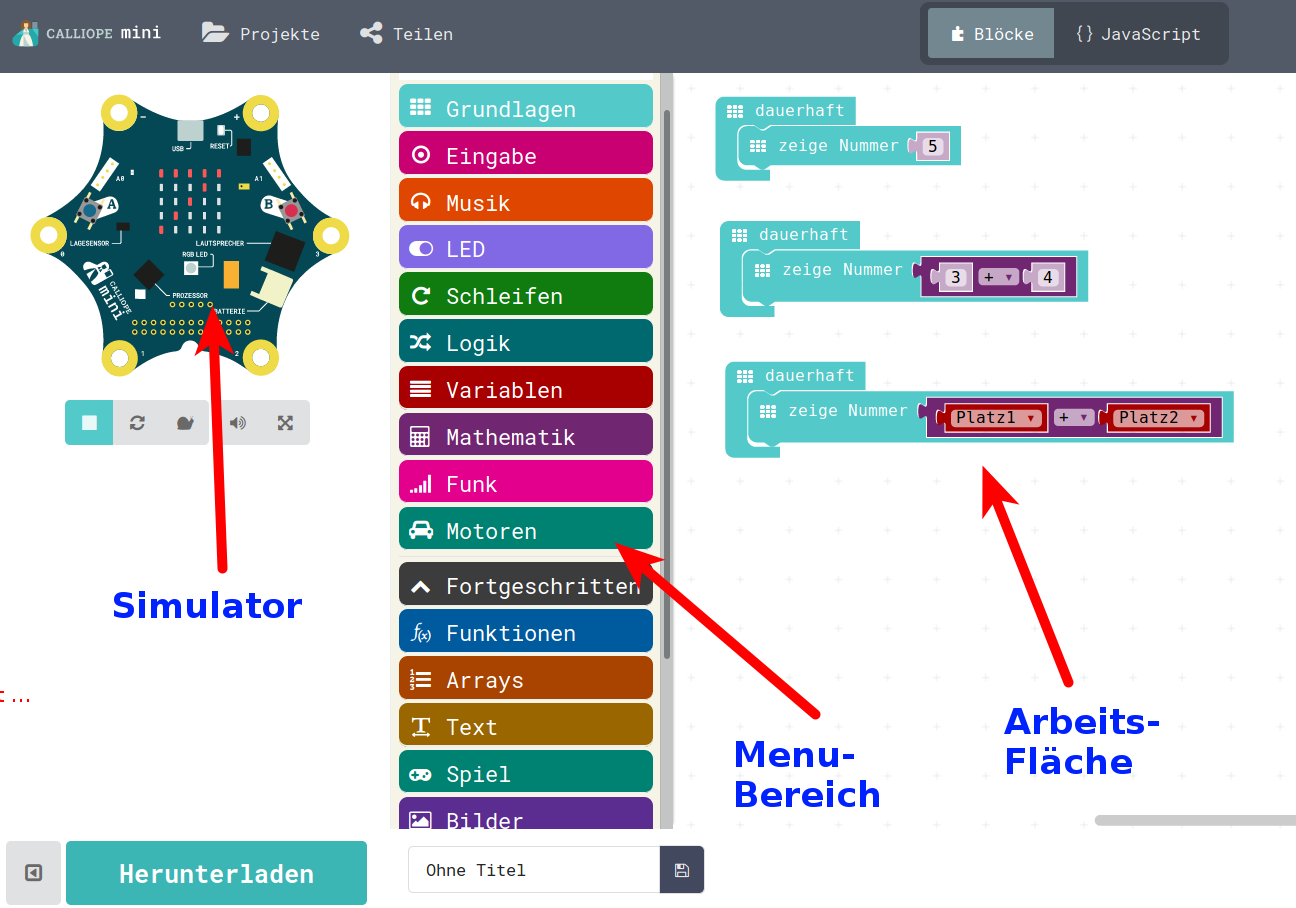 CALLIOPE mini
Projekte
Teilen
Blöcke
{} JavaScript
USB
RESET
A0
A1
A
B
LAGESENSOR
LAUTSPRECHER
0
3
RGB LED
PROZESSOR
CALLIOPE
mini
BATTERIE
1
2
Simulator
...
Grundlagen
Eingabe
Musik
LED
Schleifen
Logik
Variablen
Mathematik
Funk
Motoren
Fortgeschritten
Funktionen
Arrays
Text
Spiel
Bilder
dauerhaft
zeige Nummer 5
dauerhaft
zeige Nummer 3 + 4
dauerhaft
zeige Nummer Platz1 + Platz2
Menu-
Bereich
Arbeits-
Fläche
Herunterladen
Ohne Titel